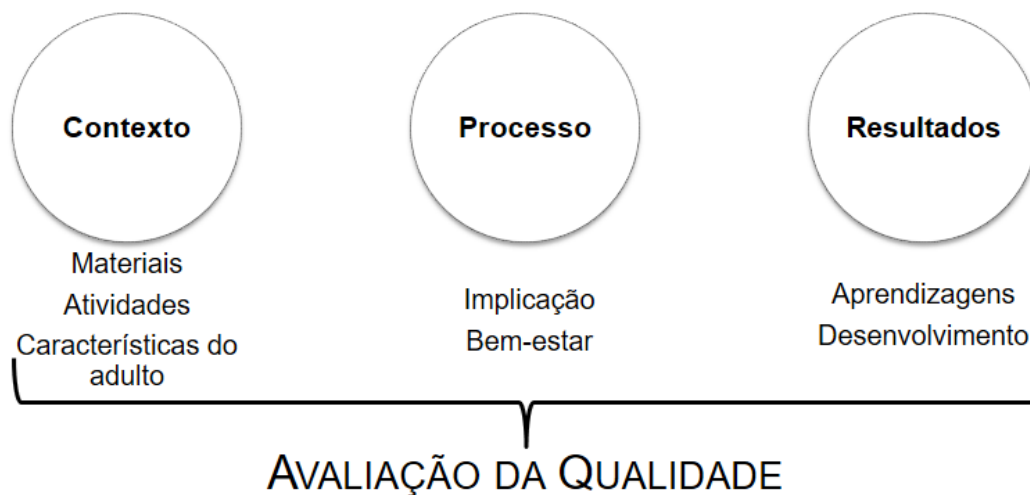 Contexto
Processo
Resultados
Materiais
Atividades
Características do
adulto
Implicação
Bem-estar
Aprendizagens
Desenvolvimento
AVALIAÇÃO DA QUALIDADE